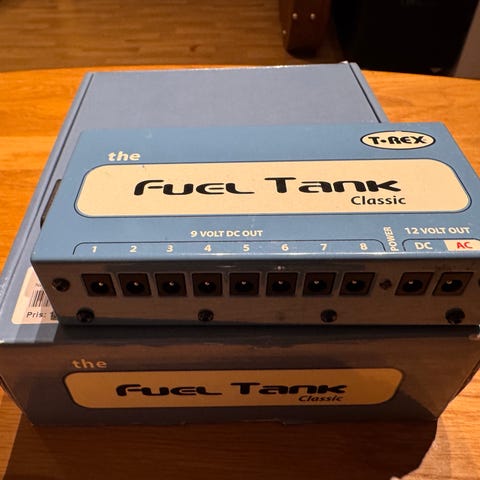 T-REX
the
Fuel Tank
Classic
9 VOLT DC OUT
POWER
12 VOLT OUT
1 2 3 4 5 6 7 8
DC AC
Pris:
the
Fuel Tank
Classic